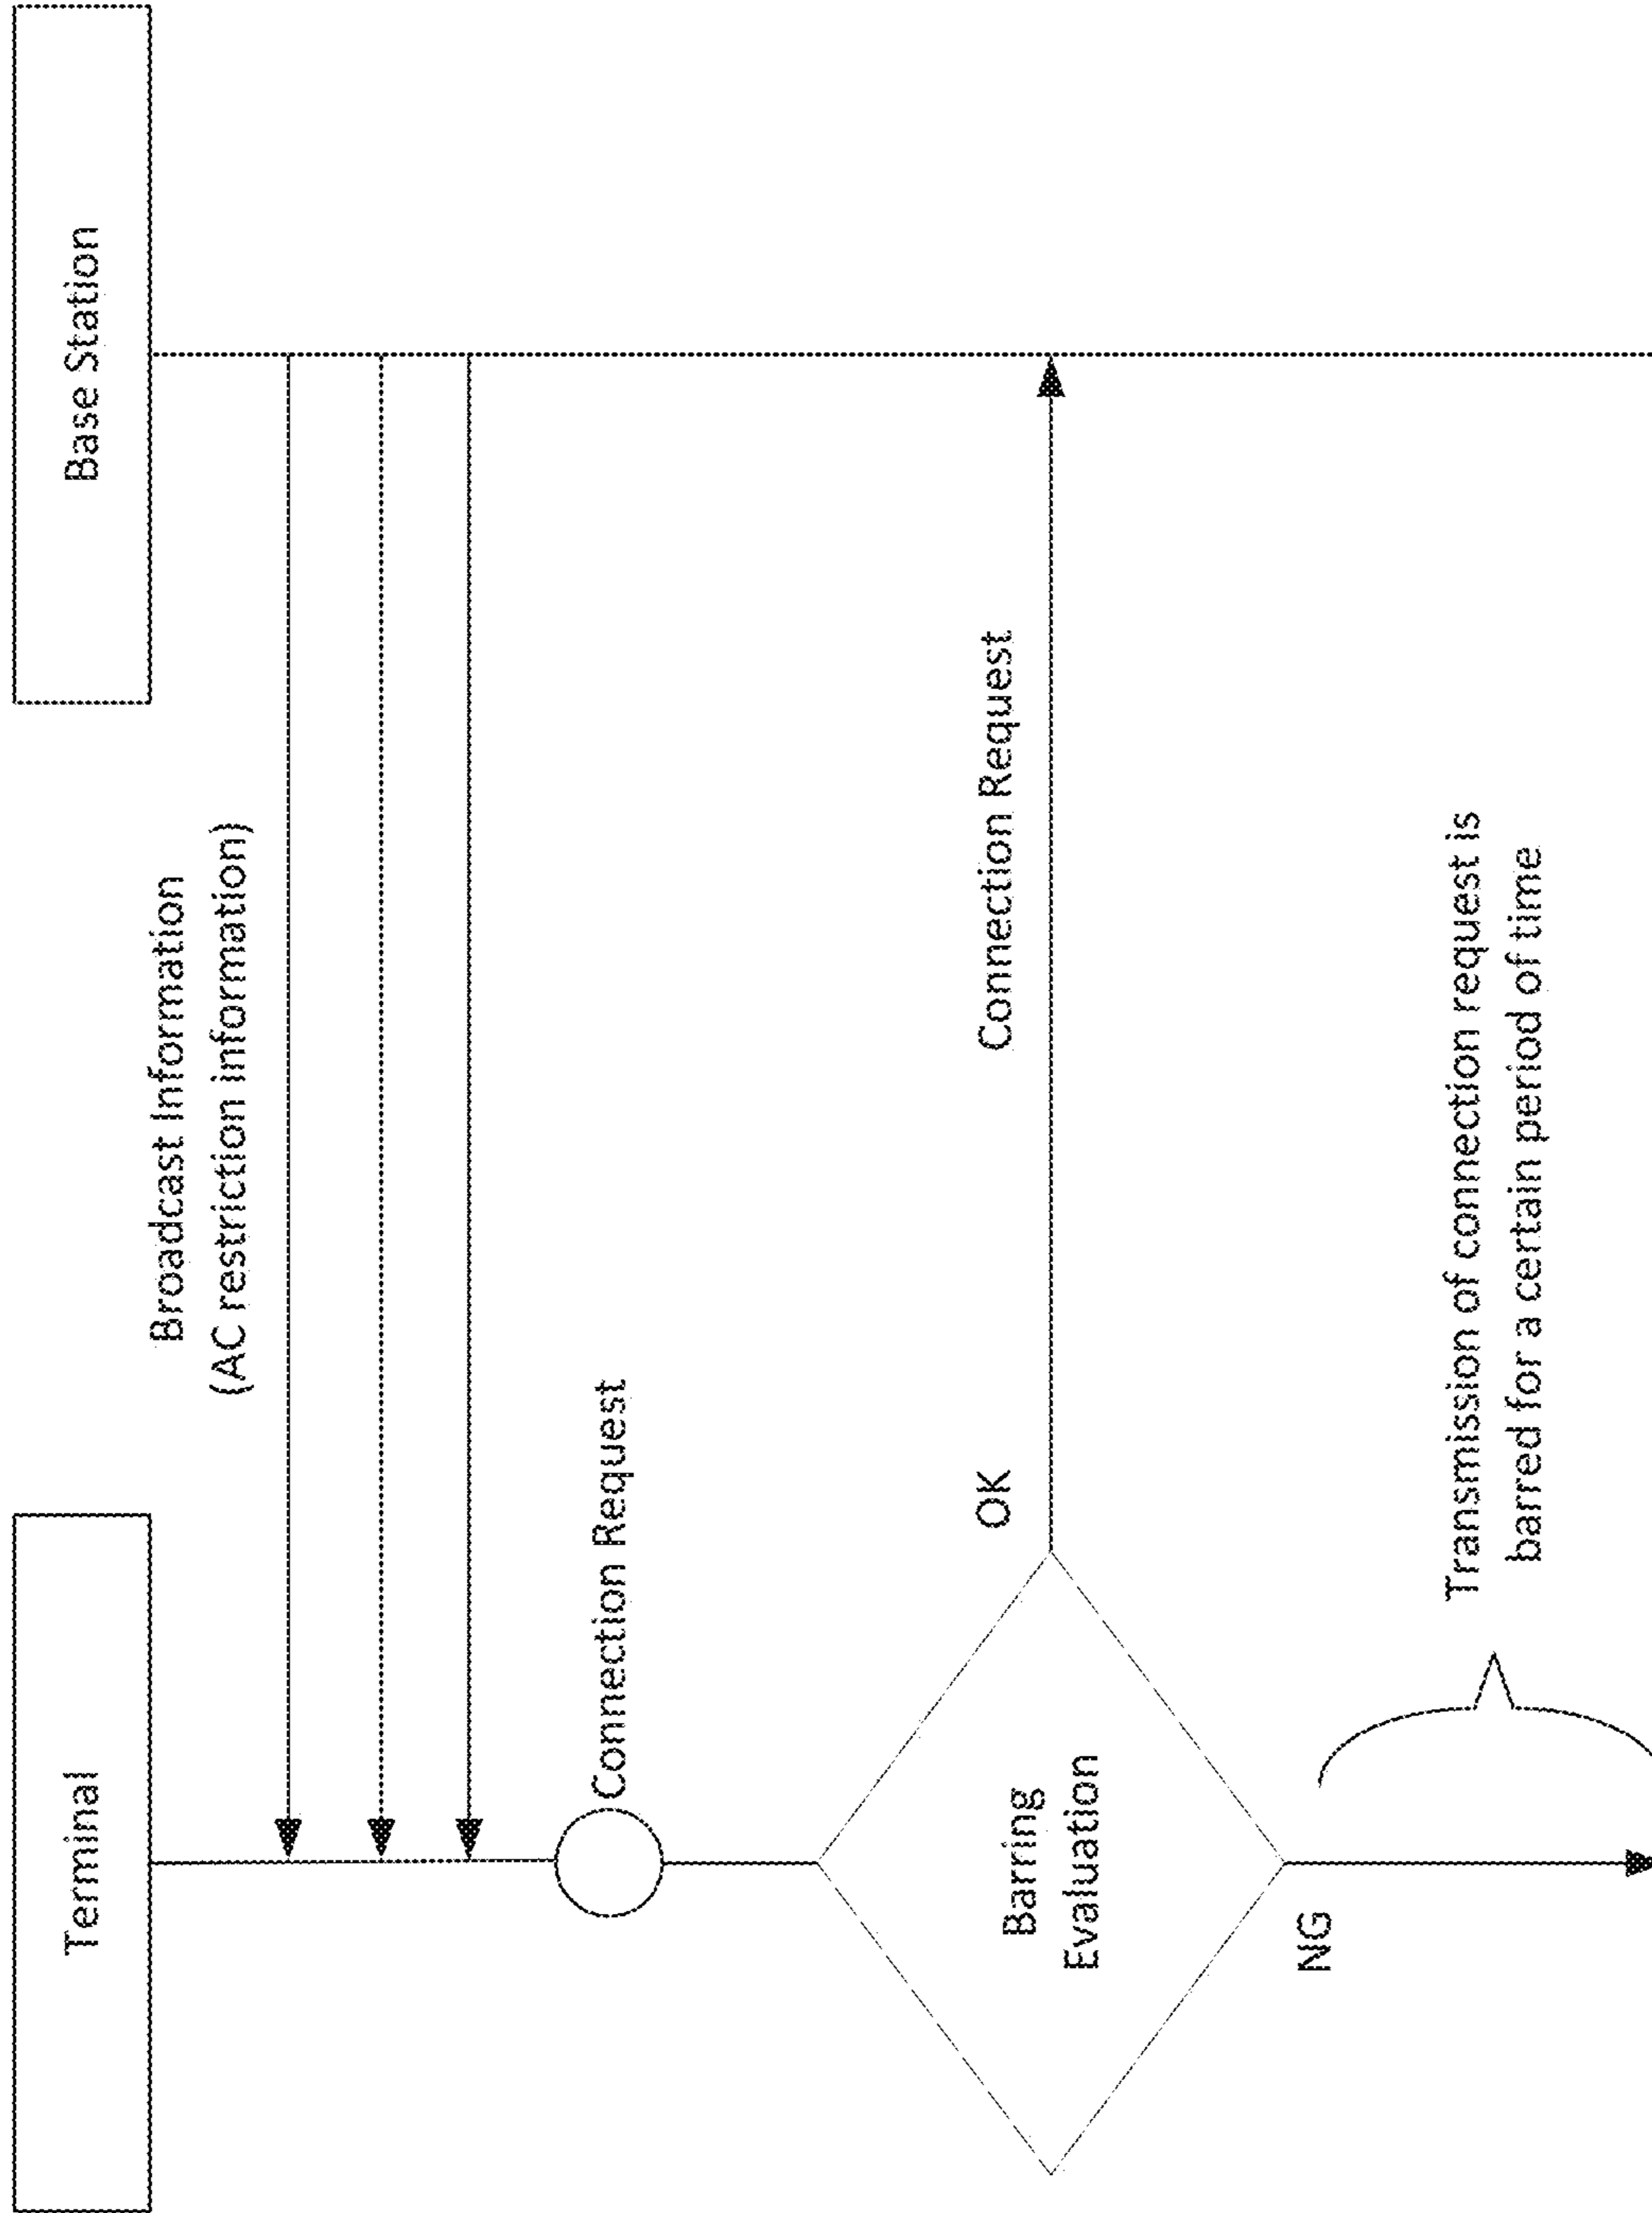 Terminal
Base Station
Broadcast Information
(AC restriction information)
Connection Request
Barring
Evaluation
OK
Connection Request
NG
Transmission of connection request is
barred for a certain period of time